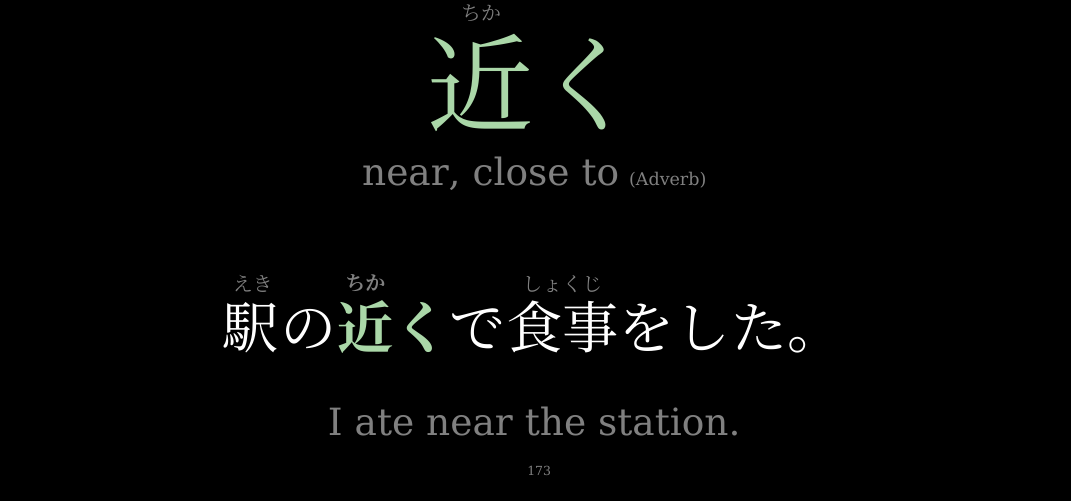 ちか
近く
near, close to (Adverb)
えき ちか しょくじ
駅の近くで食事をした。
I ate near the station.
173